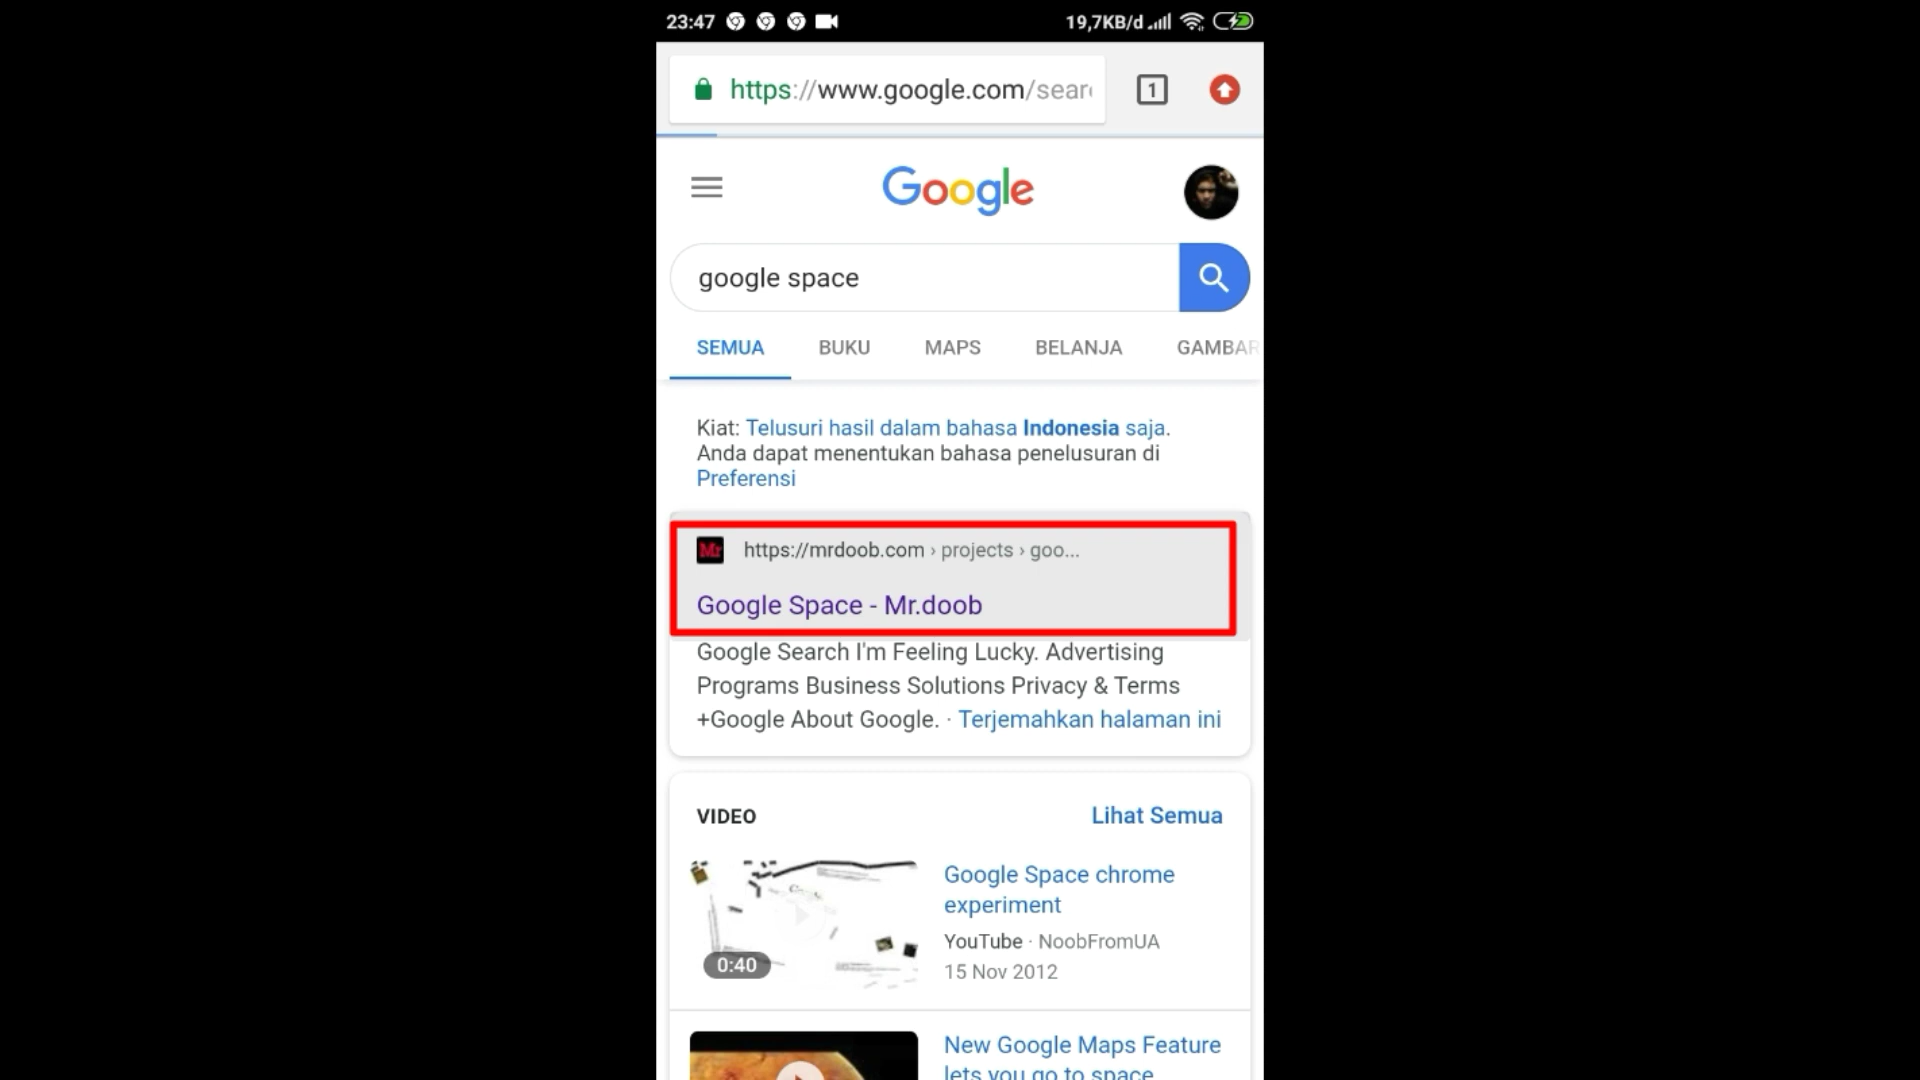 23:47
19,7KB/d
https://www.google.com/sear
1
Google
google space
SEMUA BUKU MAPS BELANJA GAMBAR
Kiat: Telusuri hasil dalam bahasa Indonesia saja.
Anda dapat menentukan bahasa penelusuran di
Preferensi
Mr
https://mrdoob.com › projects › goo...
Google Space - Mr.doob
Google Search I'm Feeling Lucky. Advertising
Programs Business Solutions Privacy & Terms
+Google About Google. · Terjemahkan halaman ini
VIDEO
Lihat Semua
0:40
Google Space chrome
experiment
YouTube · NoobFromUA
15 Nov 2012
New Google Maps Feature
lets you go to space